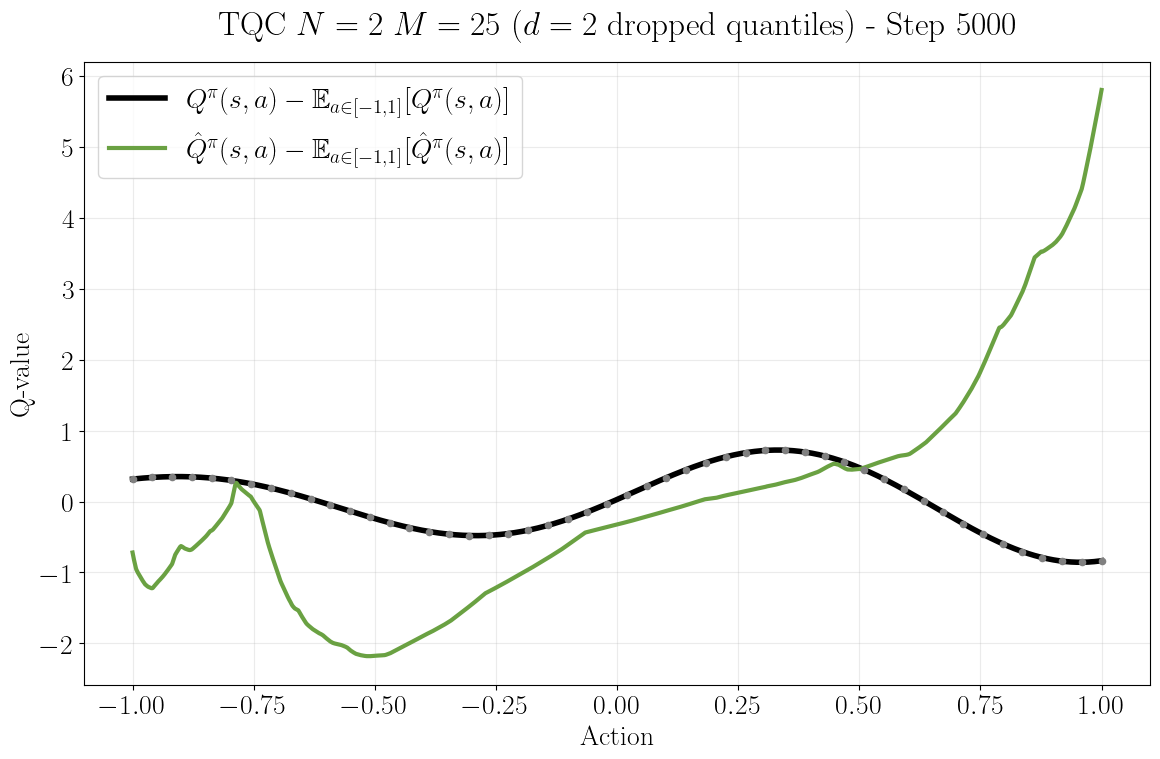 TQC N = 2 M = 25 (d = 2 dropped quantiles) - Step 5000
Q^π(s, a) − 𝔼_{a∈[−1,1]}[Q^π(s, a)]
Q̂^π(s, a) − 𝔼_{a∈[−1,1]}[Q̂^π(s, a)]
6
5
4
3
2
1
0
−1
−2
Q-value
−1.00 −0.75 −0.50 −0.25 0.00 0.25 0.50 0.75 1.00
Action